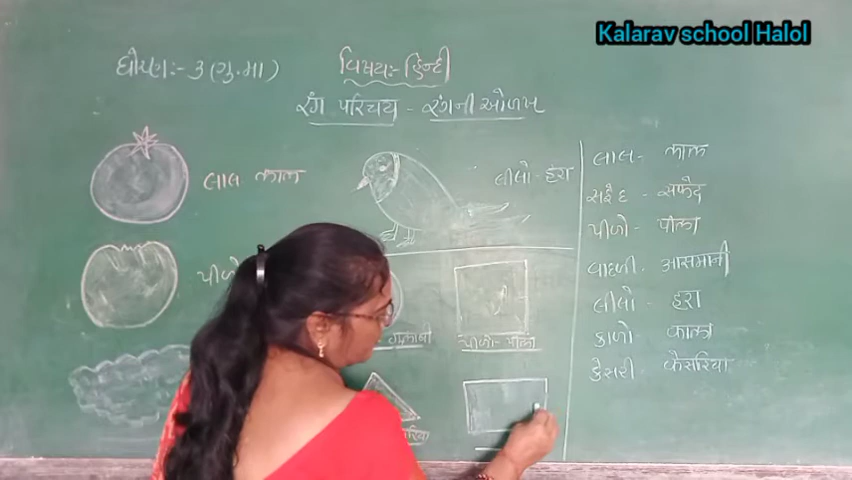 Kalarav school Halol
ધોરણ:- ૩ (ગુ.મા)
વિષય:- હિન્દી
રંગ પરિચય - રંગની ઓળખ
લાલ लाल
લીલો - हरा
પીળો
ગુલાબી
પીળો - पीला
लાલ - लाल
સફેદ - सफेद
પીળો - पीला
વાદળી - आसमानी
લીલો - हरा
કાળો काला
કેસરી केसरिया